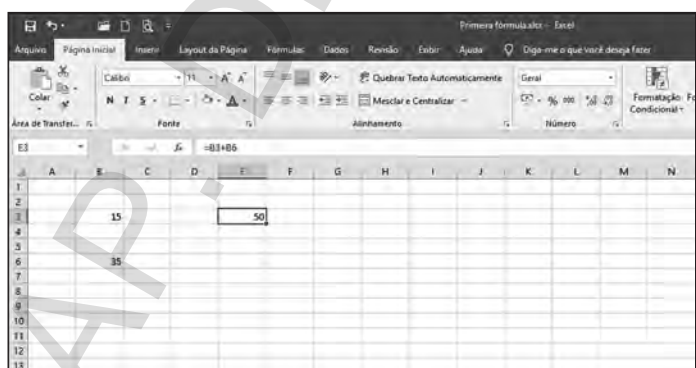 Primeira fórmula.xlsx - Excel
Arquivo Página Inicial Inserir Layout da Página Fórmulas Dados Revisão Exibir Ajuda Diga-me o que você deseja fazer
Colar Calibri 11 A A Quebrar Texto Automaticamente Geral
N I S A Mesclar e Centralizar % 000 Formatação Condicional
Área de Transfer... Fonte Alinhamento Número
E3 fx =B3+B6
A B C D E F G H I J K L M N
1
2
3 15 50
4
5
6 35
7
8
9
10
11
12
13